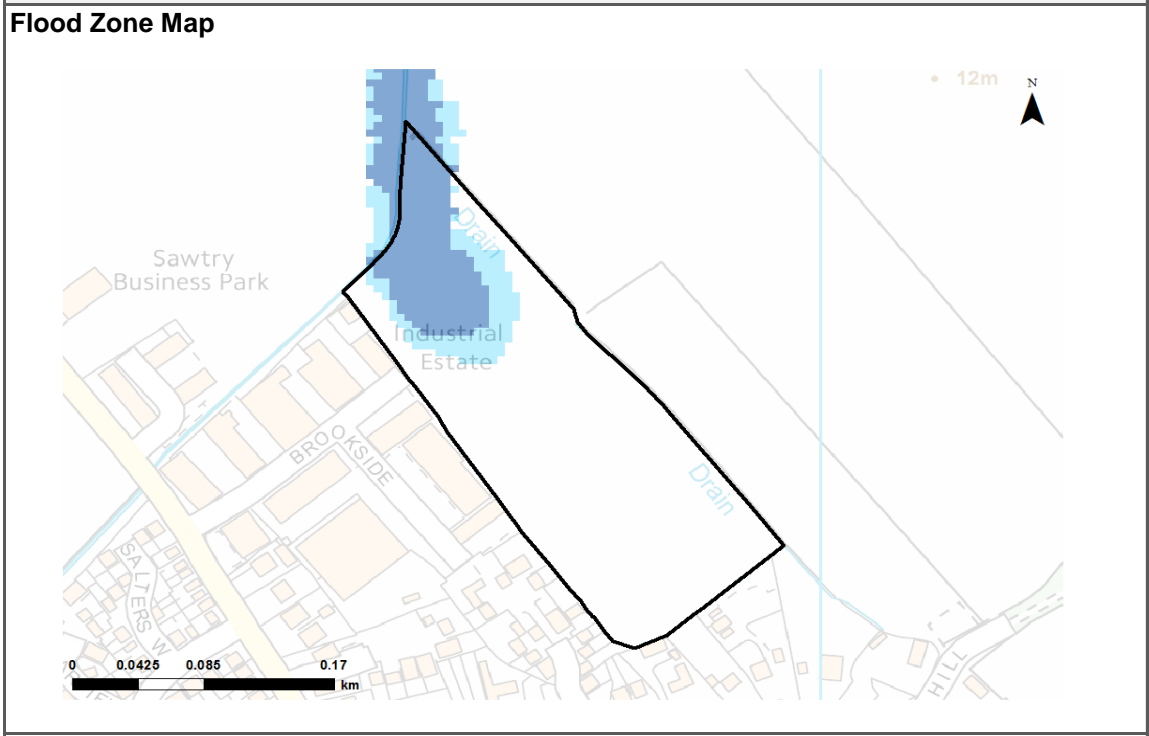 Flood Zone Map
12m
N
Drain
Sawtry
Business Park
Industrial
Estate
BROOKSIDE
Drain
SALTERS W
HILL
0 0.0425 0.085 0.17
km